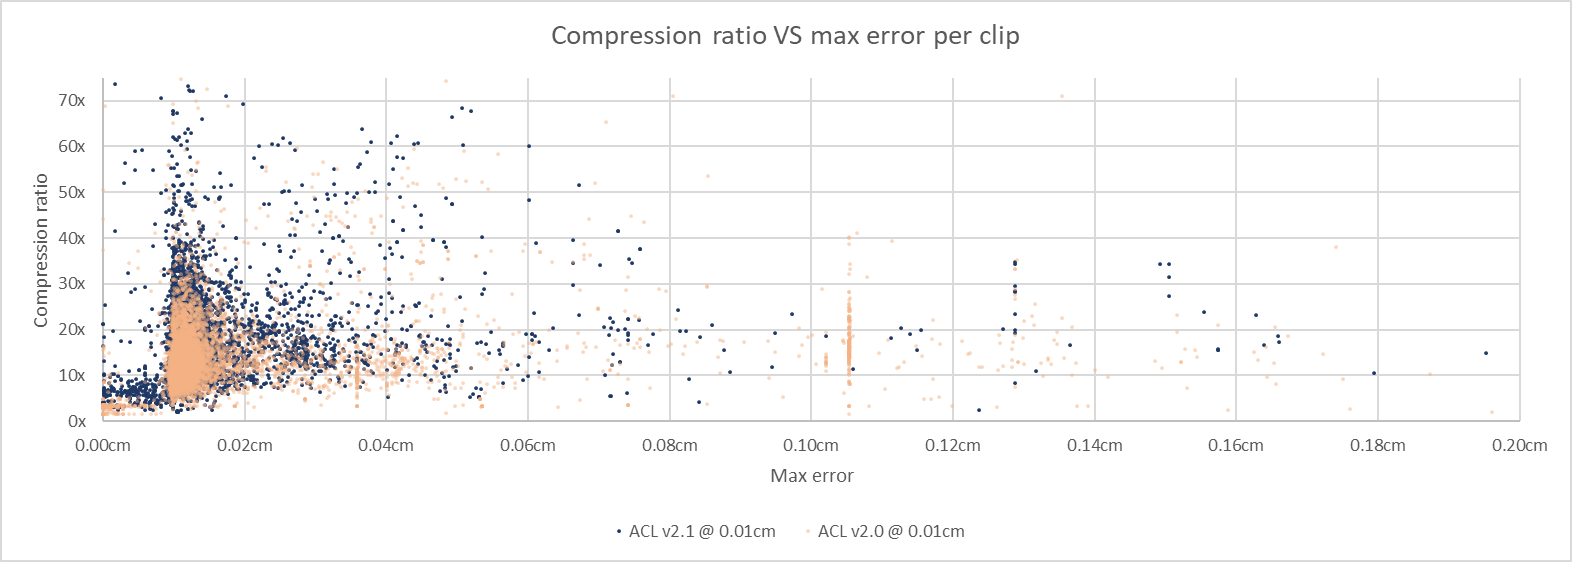 Compression ratio VS max error per clip
Compression ratio
70x
60x
50x
40x
30x
20x
10x
0x
0.00cm 0.02cm 0.04cm 0.06cm 0.08cm 0.10cm 0.12cm 0.14cm 0.16cm 0.18cm 0.20cm
Max error
ACL v2.1 @ 0.01cm ACL v2.0 @ 0.01cm